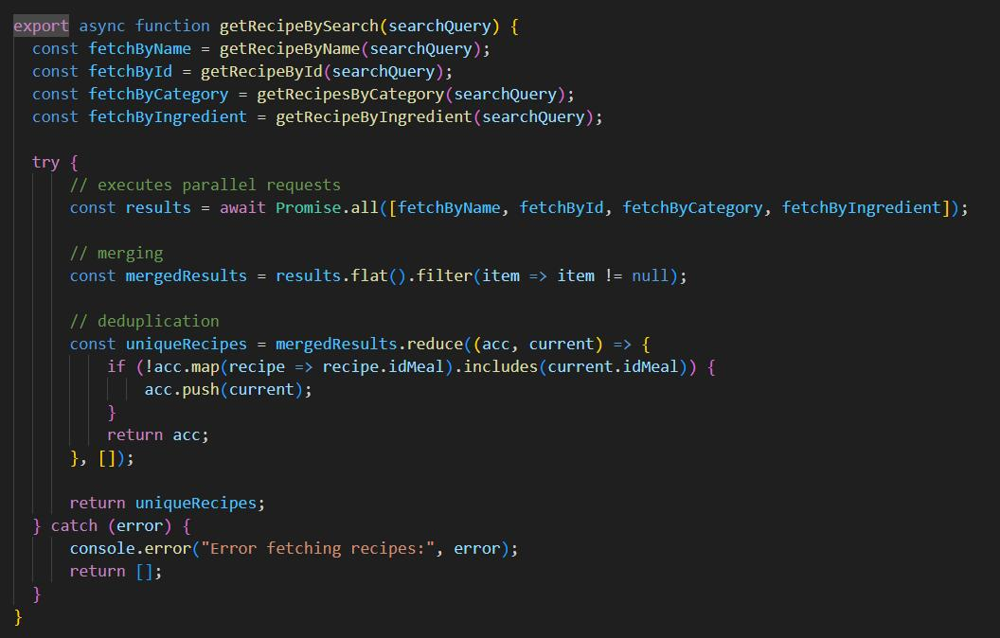 export async function getRecipeBySearch(searchQuery) {
  const fetchByName = getRecipeByName(searchQuery);
  const fetchById = getRecipeById(searchQuery);
  const fetchByCategory = getRecipesByCategory(searchQuery);
  const fetchByIngredient = getRecipeByIngredient(searchQuery);

  try {
      // executes parallel requests
      const results = await Promise.all([fetchByName, fetchById, fetchByCategory, fetchByIngredient]);

      // merging
      const mergedResults = results.flat().filter(item => item != null);

      // deduplication
      const uniqueRecipes = mergedResults.reduce((acc, current) => {
          if (!acc.map(recipe => recipe.idMeal).includes(current.idMeal)) {
              acc.push(current);
          }
          return acc;
      }, []);

      return uniqueRecipes;
  } catch (error) {
      console.error("Error fetching recipes:", error);
      return [];
  }
}